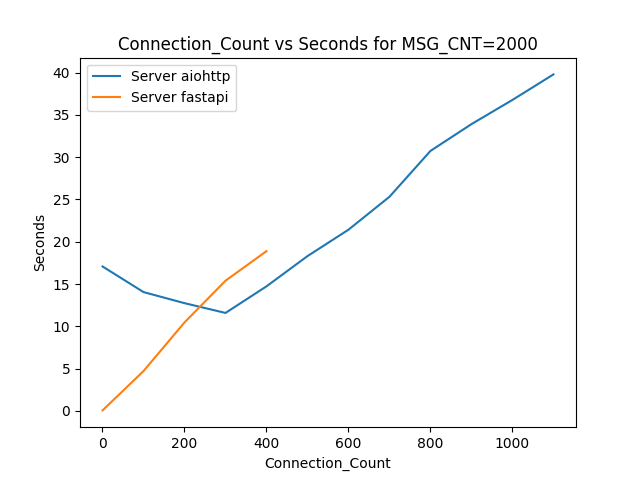 Connection_Count vs Seconds for MSG_CNT=2000
Server aiohttp
Server fastapi
40
35
30
25
20
15
10
5
0
Seconds
0 200 400 600 800 1000
Connection_Count